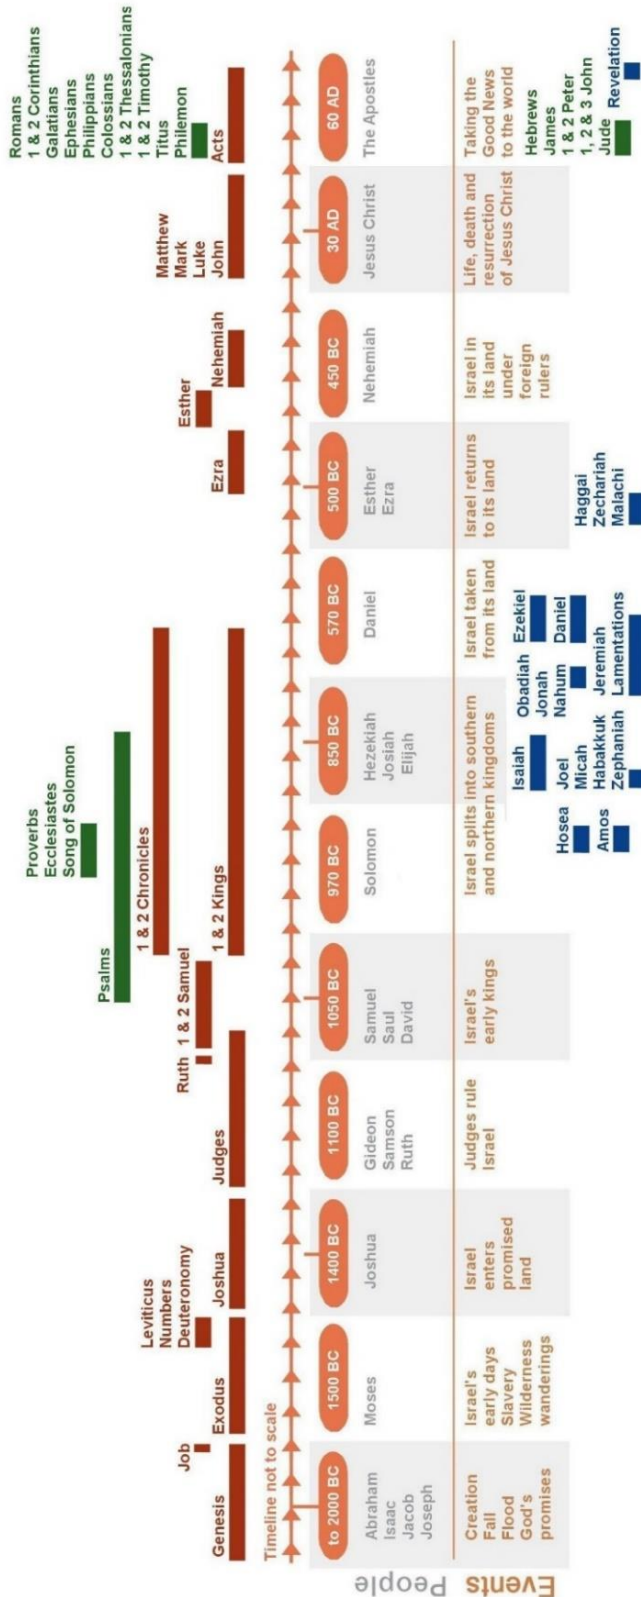 Proverbs
Ecclesiastes
Song of Solomon
Psalms
1 & 2 Chronicles
Job
Leviticus
Numbers
Deuteronomy
Ruth
1 & 2 Samuel
Esther
Matthew
Mark
Luke
John
Romans
1 & 2 Corinthians
Galatians
Ephesians
Philippians
Colossians
1 & 2 Thessalonians
1 & 2 Timothy
Titus
Philemon
Genesis
Exodus
Joshua
Judges
1 & 2 Kings
Ezra
Nehemiah
Acts
Timeline not to scale
to 2000 BC
1500 BC
1400 BC
1100 BC
1050 BC
970 BC
850 BC
570 BC
500 BC
450 BC
30 AD
60 AD
People
Abraham
Isaac
Jacob
Joseph
Moses
Joshua
Gideon
Samson
Ruth
Samuel
Saul
David
Solomon
Hezekiah
Josiah
Elijah
Daniel
Esther
Ezra
Nehemiah
Jesus Christ
The Apostles
Events
Creation
Fall
Flood
God's
promises
Israel's
early days
Slavery
Wilderness
wanderings
Israel
enters
promised
land
Judges rule
Israel
Israel's
early kings
Israel splits into southern
and northern kingdoms
Israel taken
from its land
Israel returns
to its land
Israel in
its land
under
foreign
rulers
Life, death and
resurrection
of Jesus Christ
Taking the
Good News
to the world
Hosea
Amos
Isaiah
Joel
Micah
Habakkuk
Zephaniah
Obadiah
Jonah
Nahum
Jeremiah
Lamentations
Ezekiel
Daniel
Haggai
Zechariah
Malachi
Hebrews
James
1 & 2 Peter
1, 2 & 3 John
Jude
Revelation